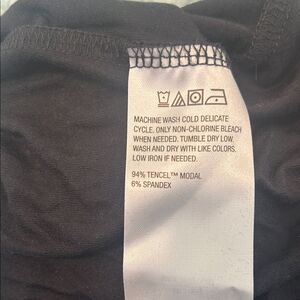 MACHINE WASH COLD DELICATE
CYCLE. ONLY NON-CHLORINE BLEACH
WHEN NEEDED. TUMBLE DRY LOW.
WASH AND DRY WITH LIKE COLORS.
LOW IRON IF NEEDED.
94% TENCEL™ MODAL
6% SPANDEX